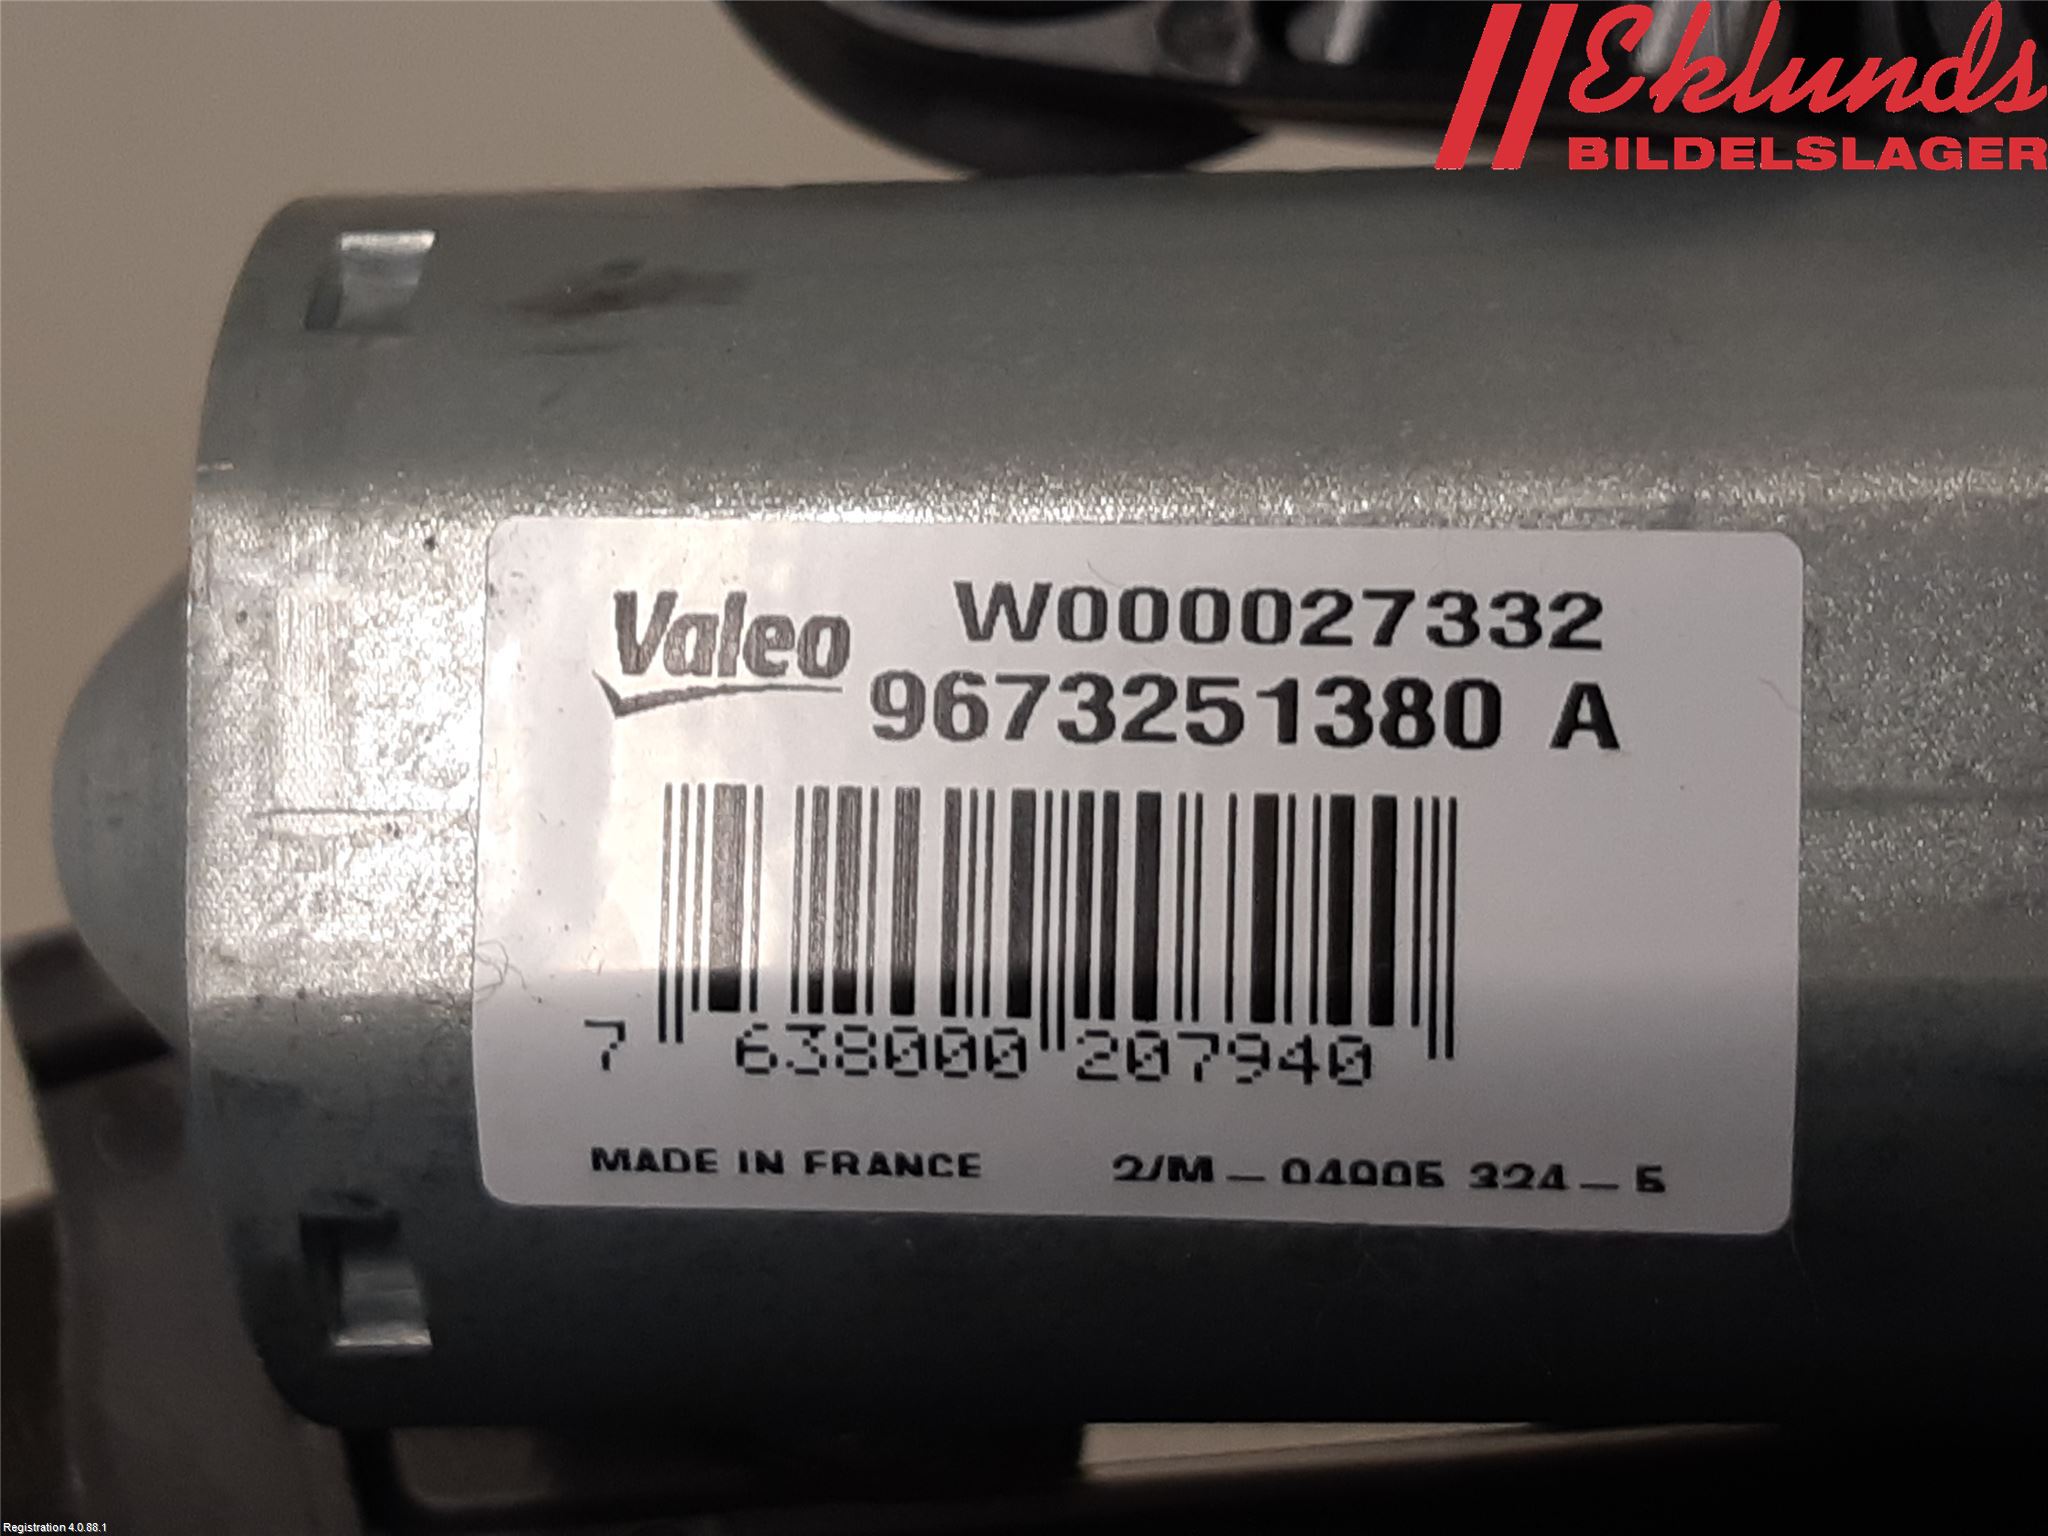 Eklunds
BILDELSLAGER
Valeo
W000027332
9673251380 A
7 638000 207940
MADE IN FRANCE 2/M - 04005 324 - 5
Registration 4.0.88.1